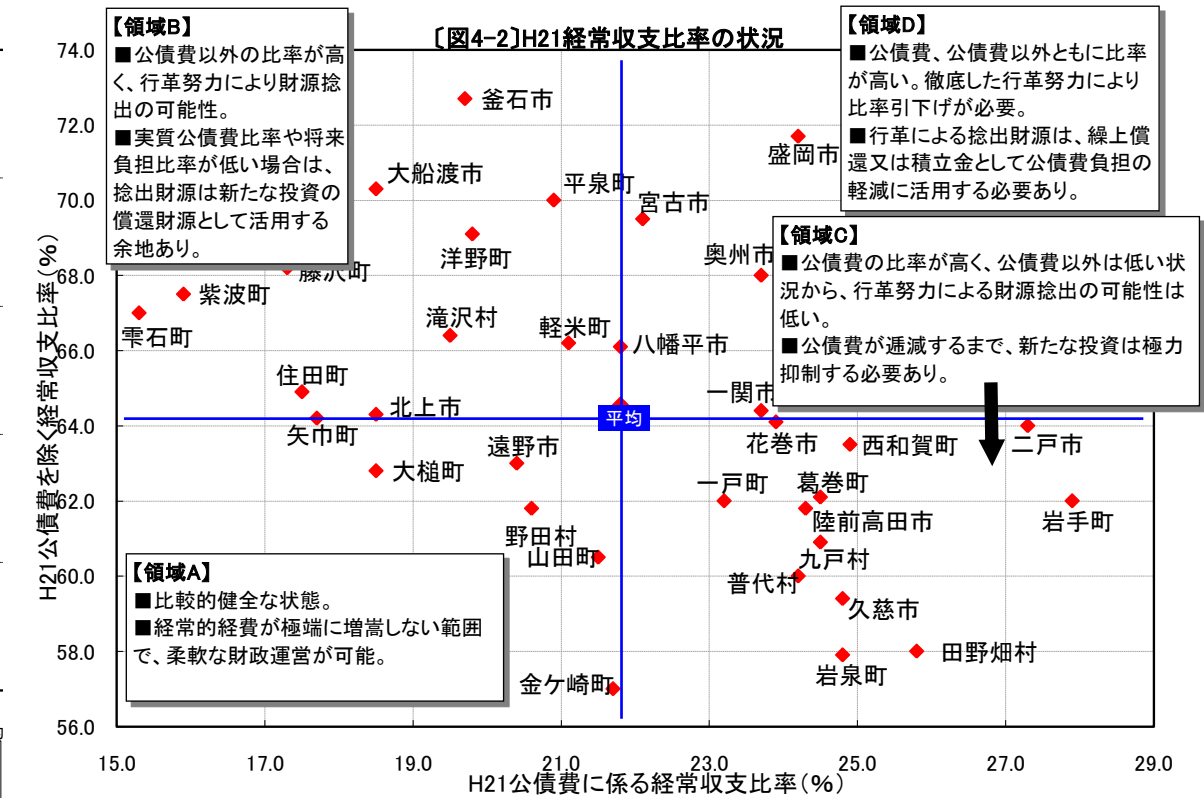 〔図4-2〕H21経常収支比率の状況
【領域B】
■公債費以外の比率が高
く、行革努力により財源捻
出の可能性。
■実質公債費比率や将来
負担比率が低い場合は、
捻出財源は新たな投資の
償還財源として活用する
余地あり。
【領域D】
■公債費、公債費以外ともに比率
が高い。徹底した行革努力により
比率引下げが必要。
■行革による捻出財源は、繰上償
還又は積立金として公債費負担の
軽減に活用する必要あり。
【領域C】
■公債費の比率が高く、公債費以外は低い状
況から、行革努力による財源捻出の可能性は
低い。
■公債費が逓減するまで、新たな投資は極力
抑制する必要あり。
【領域A】
■比較的健全な状態。
■経常的経費が極端に増嵩しない範囲
で、柔軟な財政運営が可能。
H21公債費を除く経常収支比率(%)
74.0
72.0
70.0
68.0
66.0
64.0
62.0
60.0
58.0
56.0
釜石市
盛岡市
大船渡市
平泉町
宮古市
洋野町
奥州市
藤沢町
紫波町
雫石町
滝沢村
軽米町
八幡平市
住田町
北上市
一関市
平均
矢巾町
花巻市
西和賀町
二戸市
遠野市
大槌町
一戸町
葛巻町
岩手町
野田村
陸前高田市
山田町
九戸村
普代村
久慈市
田野畑村
岩泉町
金ケ崎町
15.0
17.0
19.0
21.0
23.0
25.0
27.0
29.0
H21公債費に係る経常収支比率(%)